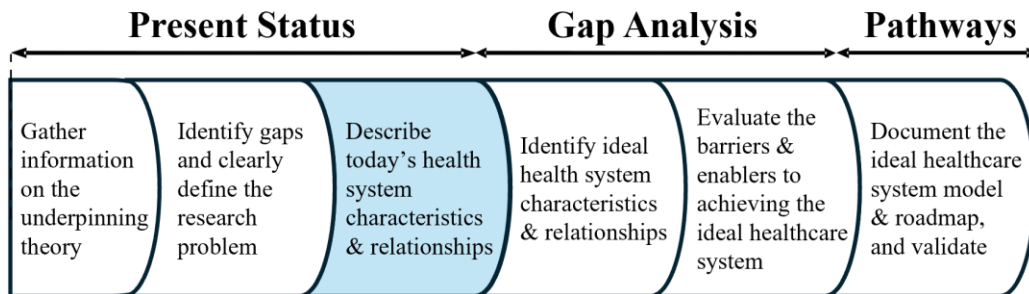 Present Status
Gap Analysis
Pathways
Gather
information
on the
underpinning
theory
Identify gaps
and clearly
define the
research
problem
Describe
today’s health
system
characteristics
& relationships
Identify ideal
health system
characteristics
& relationships
Evaluate the
barriers &
enablers to
achieving the
ideal healthcare
system
Document the
ideal healthcare
system model
& roadmap,
and validate